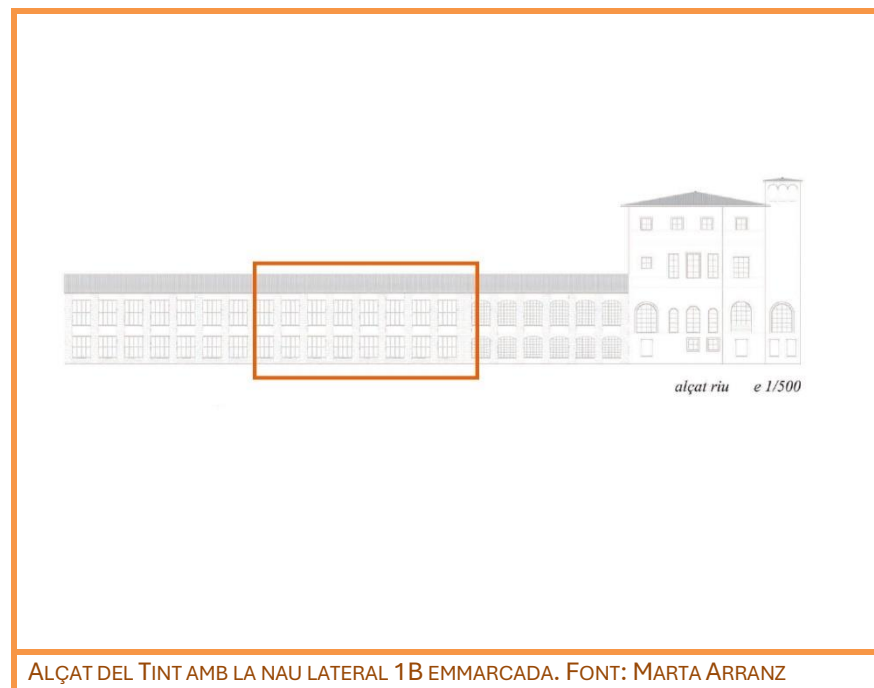 alçat riu e 1/500
ALÇAT DEL TINT AMB LA NAU LATERAL 1B EMMARCADA. FONT: MARTA ARRANZ